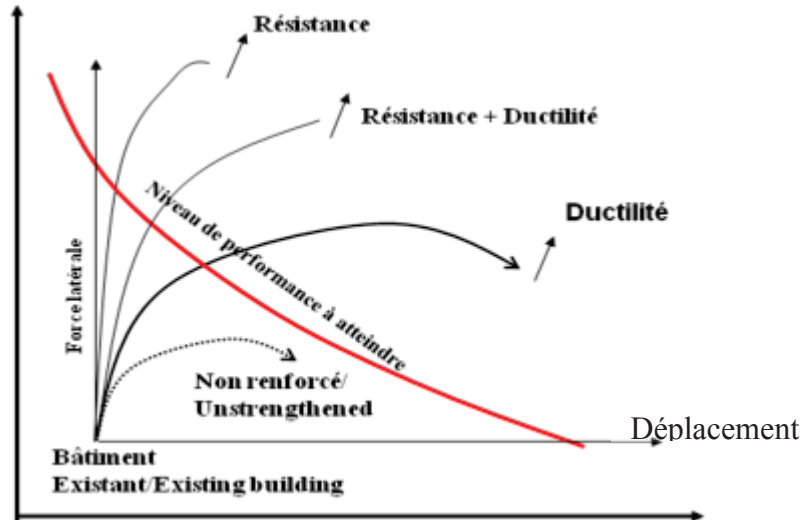 Résistance
Résistance + Ductilité
Ductilité
Niveau de performance à atteindre
Force latérale
Non renforcé/
Unstrengthened
Déplacement
Bâtiment
Existant/Existing building